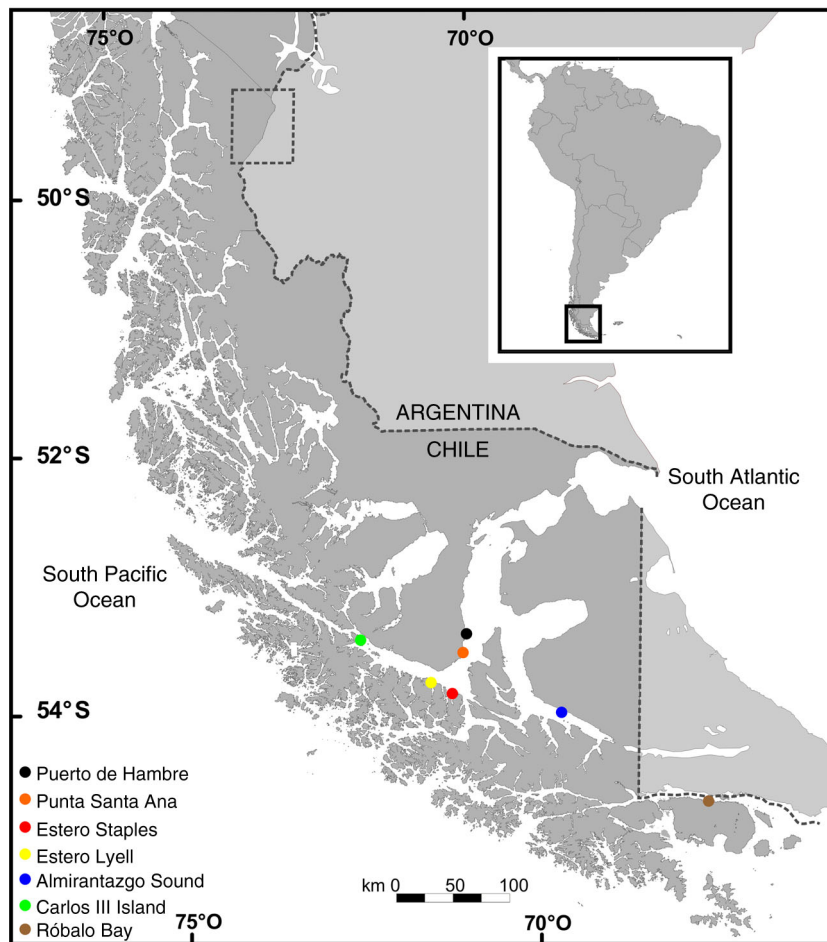 75°O
70°O
50°S
ARGENTINA
52°S
CHILE
South Atlantic
Ocean
South Pacific
Ocean
54°S
Puerto de Hambre
Punta Santa Ana
Estero Staples
Estero Lyell
Almirantazgo Sound
Carlos III Island
Róbalo Bay
km 0 50 100
75°O
70°O